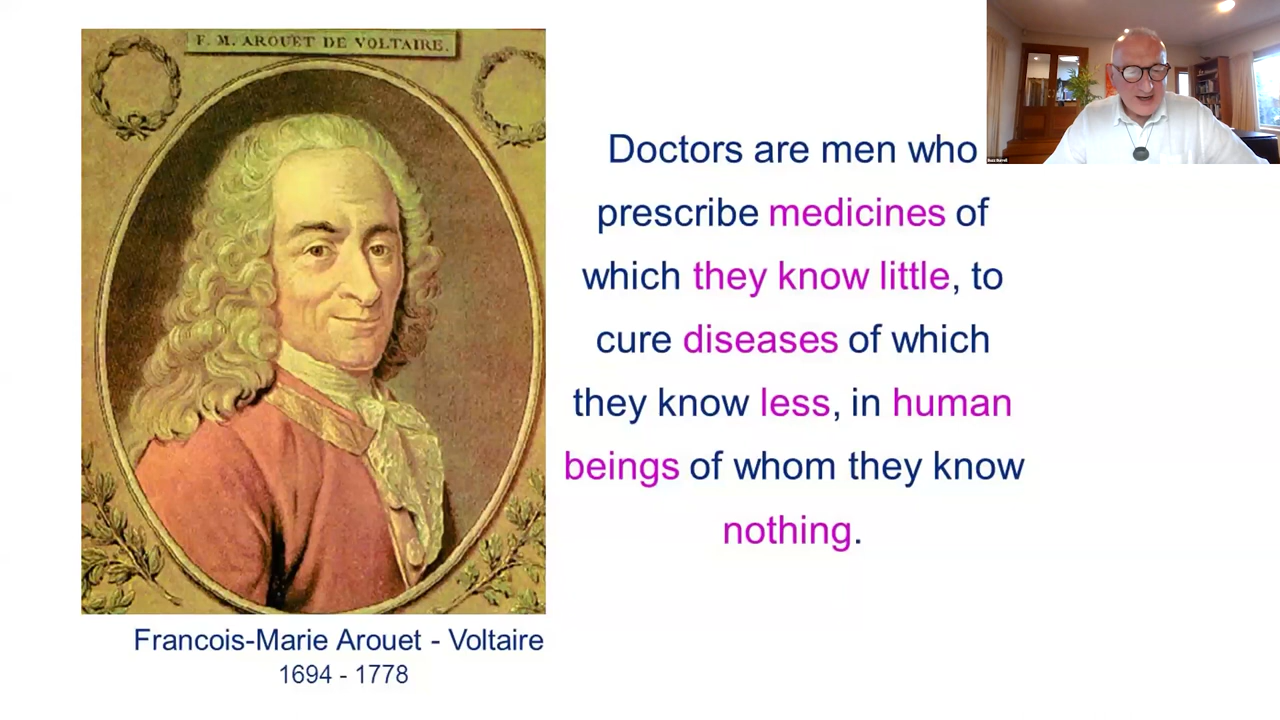 F. M. AROUET DE VOLTAIRE.
Doctors are men who
prescribe medicines of
which they know little, to
cure diseases of which
they know less, in human
beings of whom they know
nothing.
Francois-Marie Arouet - Voltaire
1694 - 1778